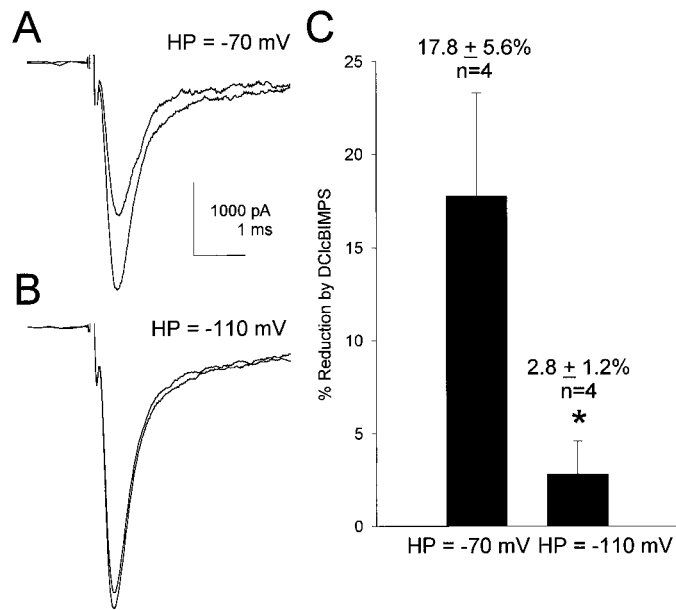 A
HP = -70 mV
1000 pA
1 ms
B
HP = -110 mV
C
17.8 ± 5.6%
n=4
% Reduction by DClcBIMPS
25
20
15
10
5
0
2.8 ± 1.2%
n=4
*
HP = -70 mV
HP = -110 mV